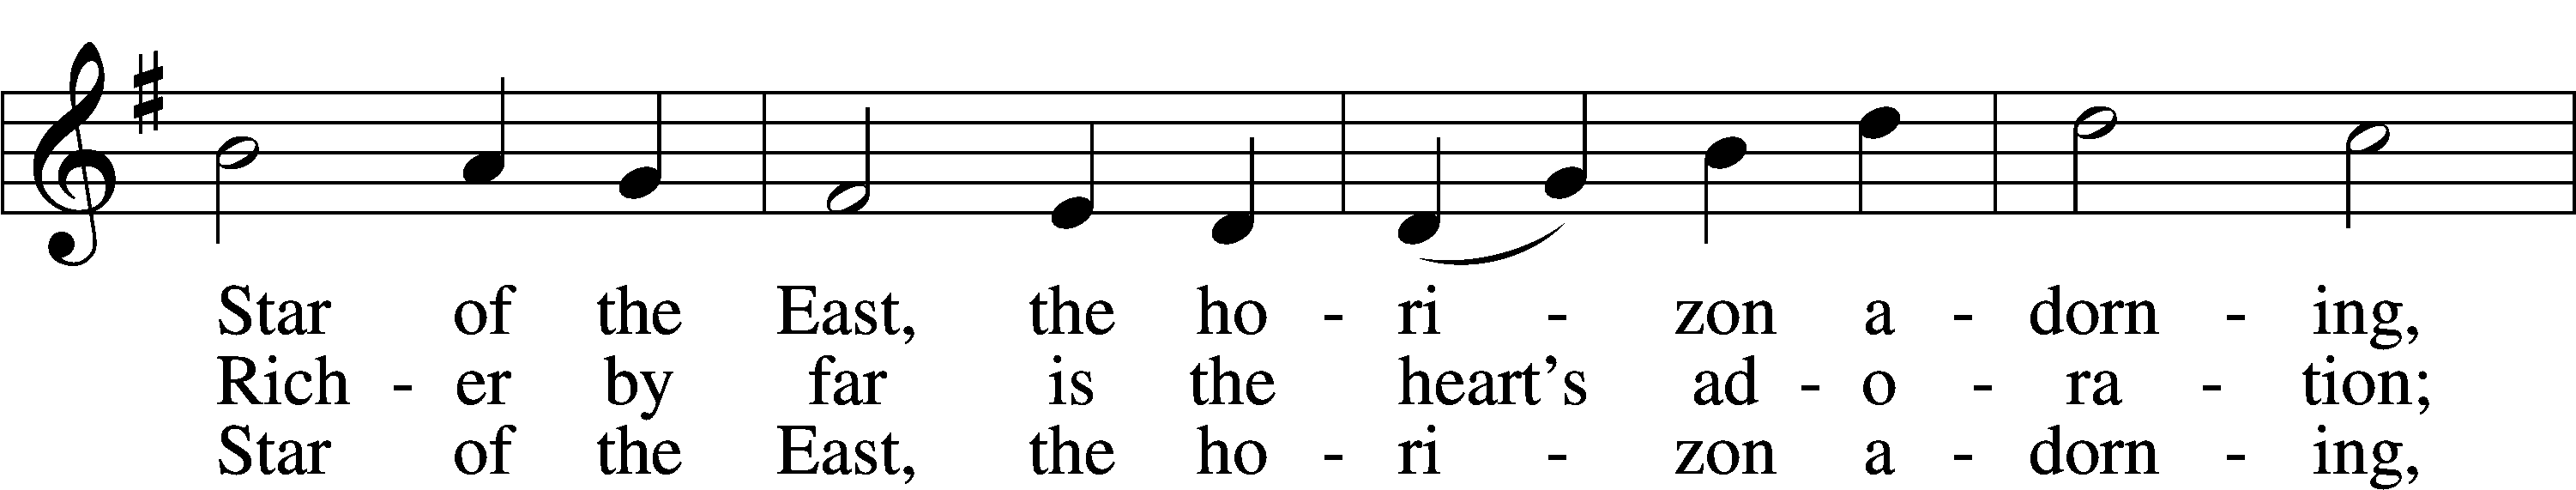 Star of the East, the ho - ri - zon a - dorn - ing,
Rich - er by far is the heart's ad - o - ra - tion;
Star of the East, the ho - ri - zon a - dorn - ing,